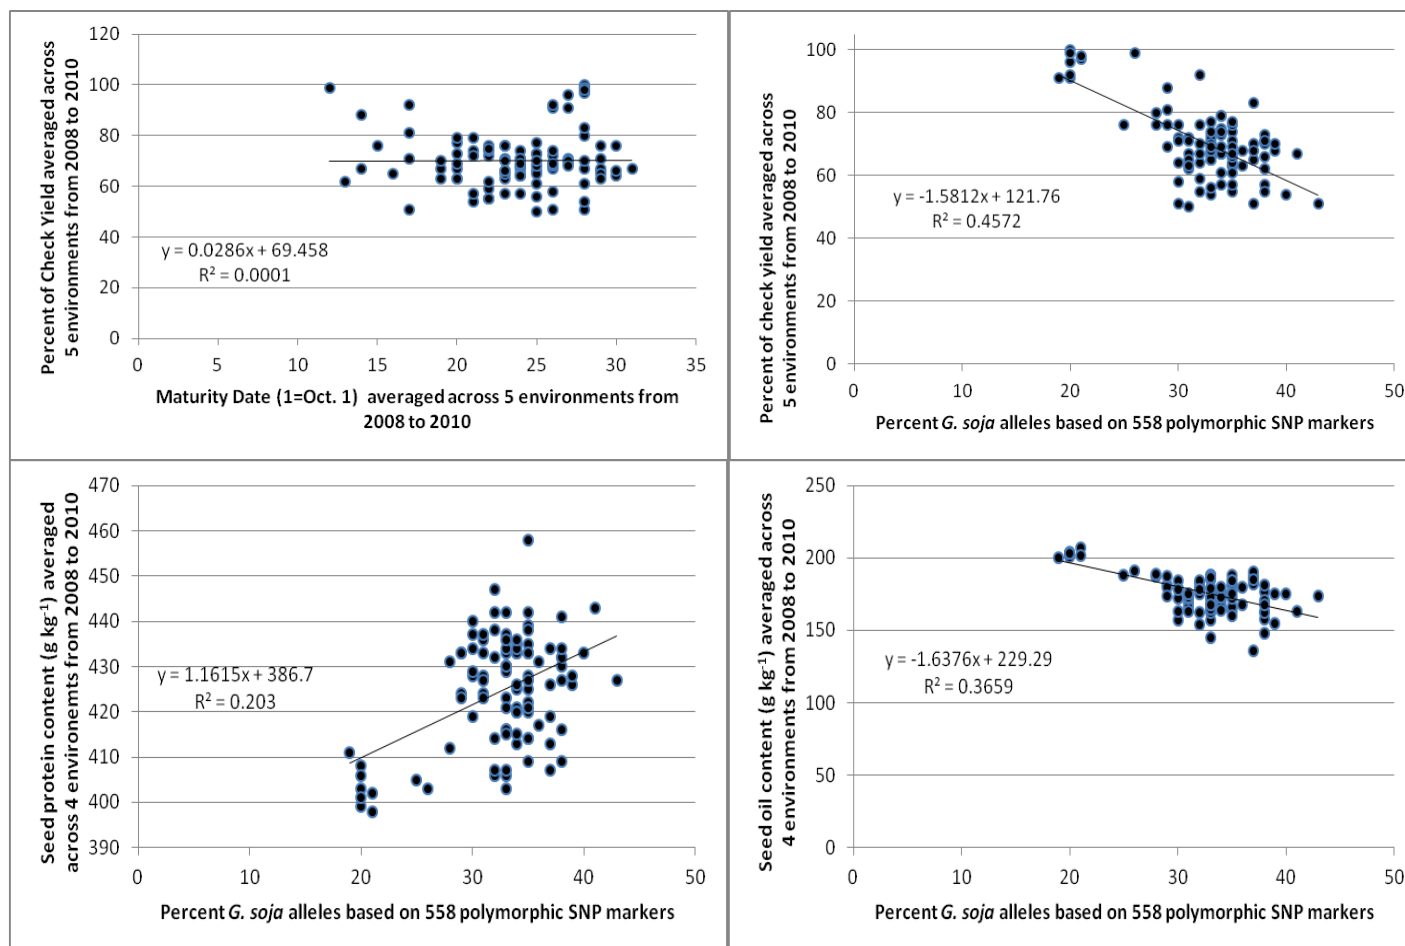 Percent of Check Yield averaged across
5 environments from 2008 to 2010
120
100
80
60
40
20
0
y = 0.0286x + 69.458
R² = 0.0001
0 5 10 15 20 25 30 35
Maturity Date (1=Oct. 1) averaged across 5 environments from
2008 to 2010
Percent of check yield averaged across
5 environments from 2008 to 2010
100
80
60
40
20
0
y = -1.5812x + 121.76
R² = 0.4572
0 10 20 30 40 50
Percent G. soja alleles based on 558 polymorphic SNP markers
Seed protein content (g kg⁻¹) averaged
across 4 environments from 2008 to 2010
470
460
450
440
430
420
410
400
390
y = 1.1615x + 386.7
R² = 0.203
0 10 20 30 40 50
Percent G. soja alleles based on 558 polymorphic SNP markers
Seed oil content (g kg⁻¹) averaged across
4 environments from 2008 to 2010
250
200
150
100
50
0
y = -1.6376x + 229.29
R² = 0.3659
0 10 20 30 40 50
Percent G. soja alleles based on 558 polymorphic SNP markers